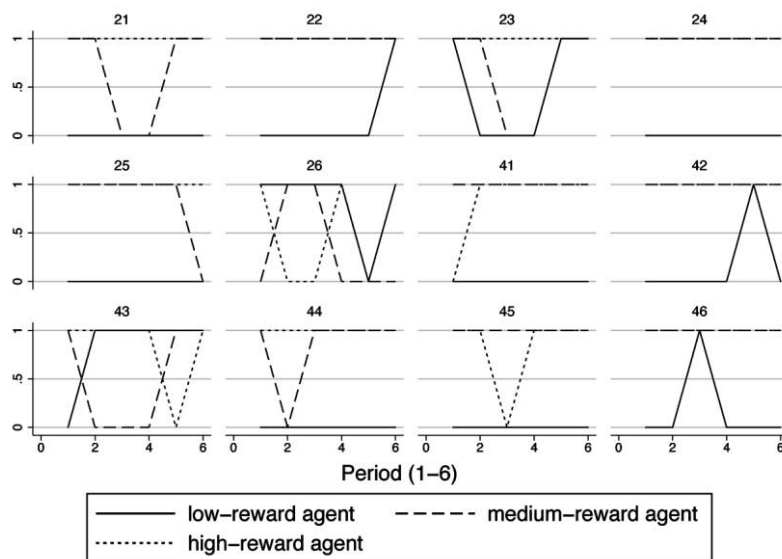 21 22 23 24
0 .5 1
25 26 41 42
0 .5 1
43 44 45 46
0 .5 1
0 2 4 6 0 2 4 6 0 2 4 6 0 2 4 6
Period (1–6)
low–reward agent medium–reward agent
high–reward agent